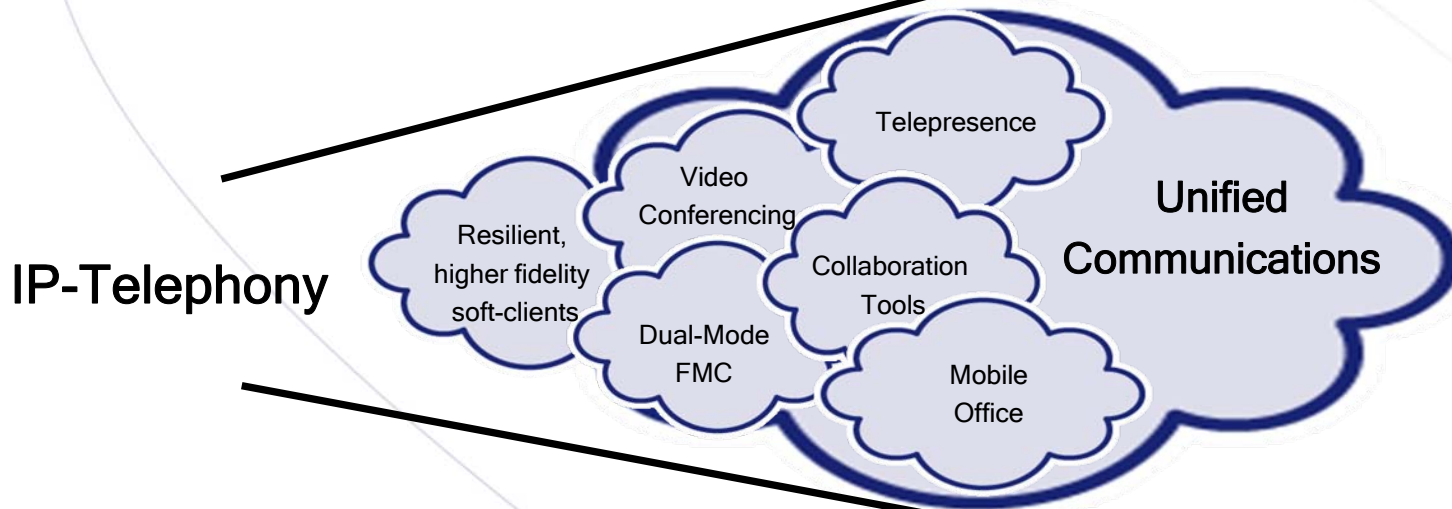 IP-Telephony
Resilient,
higher fidelity
soft-clients
Video
Conferencing
Dual-Mode
FMC
Telepresence
Collaboration
Tools
Mobile
Office
Unified
Communications